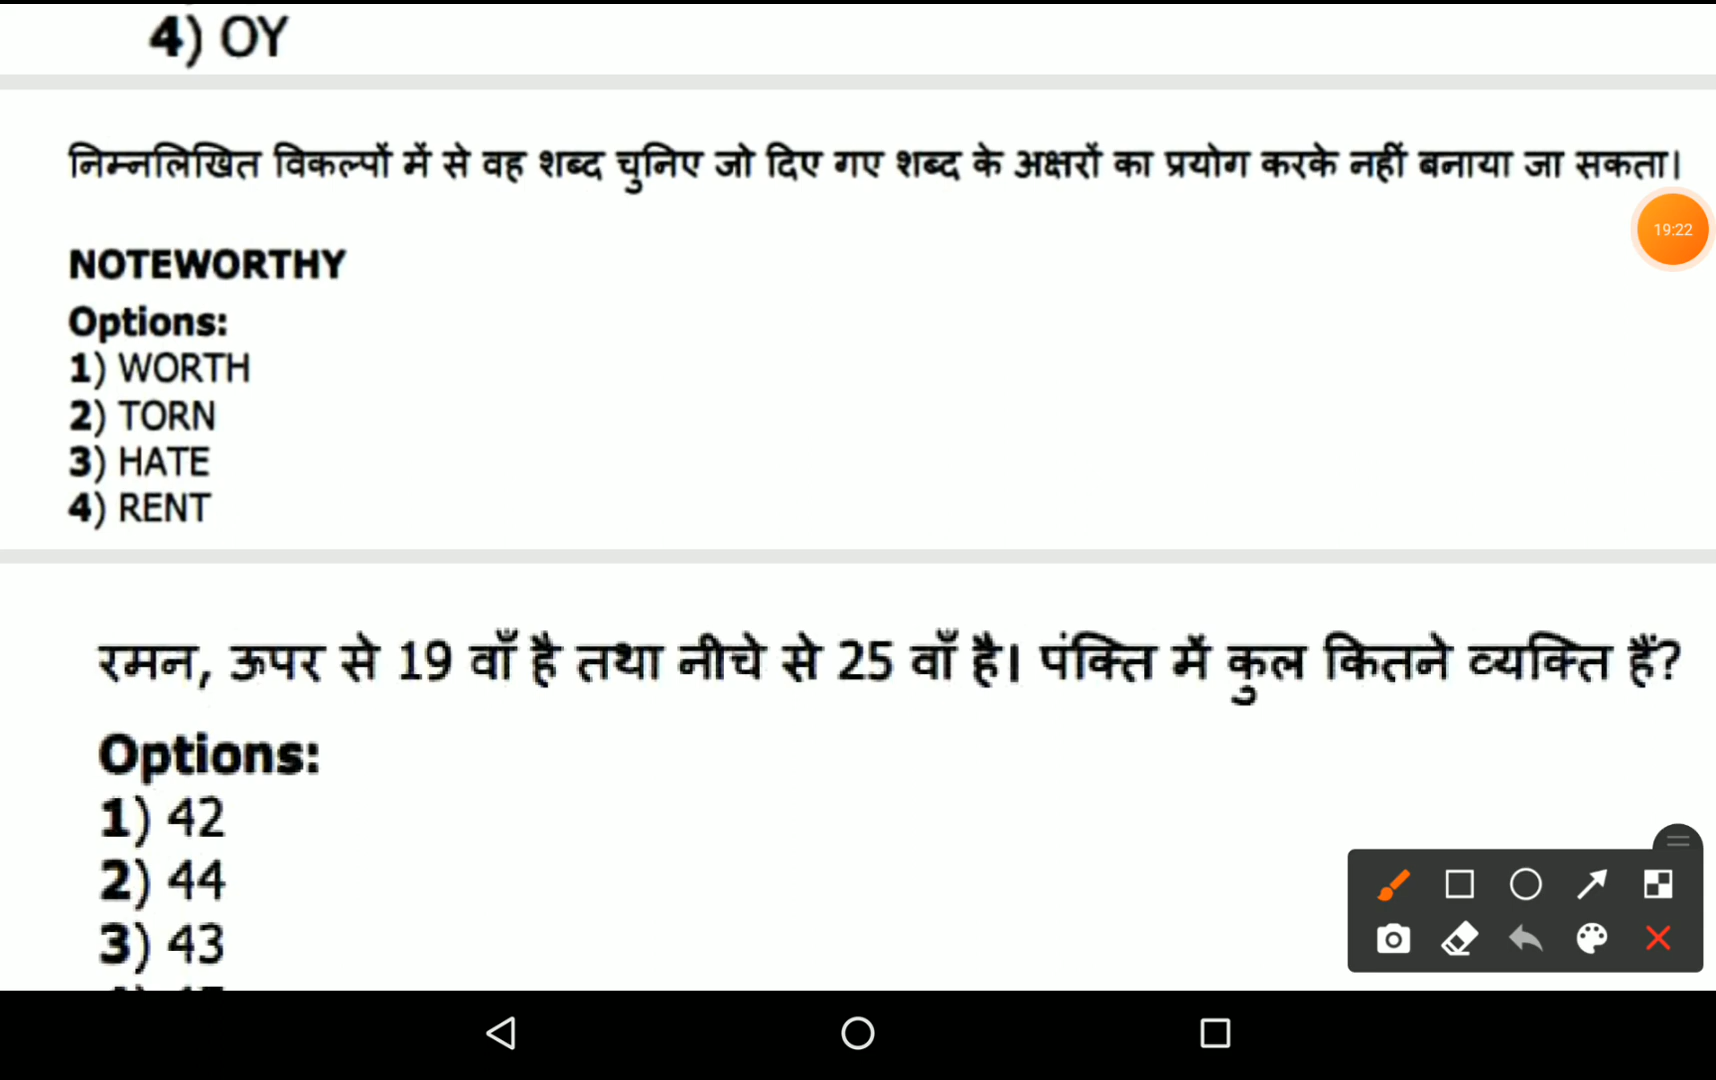 4) OY
निम्नलिखित विकल्पों में से वह शब्द चुनिए जो दिए गए शब्द के अक्षरों का प्रयोग करके नहीं बनाया जा सकता।
19:22
NOTEWORTHY
Options:
1) WORTH
2) TORN
3) HATE
4) RENT
रमन, ऊपर से 19 वाँ है तथा नीचे से 25 वाँ है। पंक्ति में कुल कितने व्यक्ति हैं?
Options:
1) 42
2) 44
3) 43